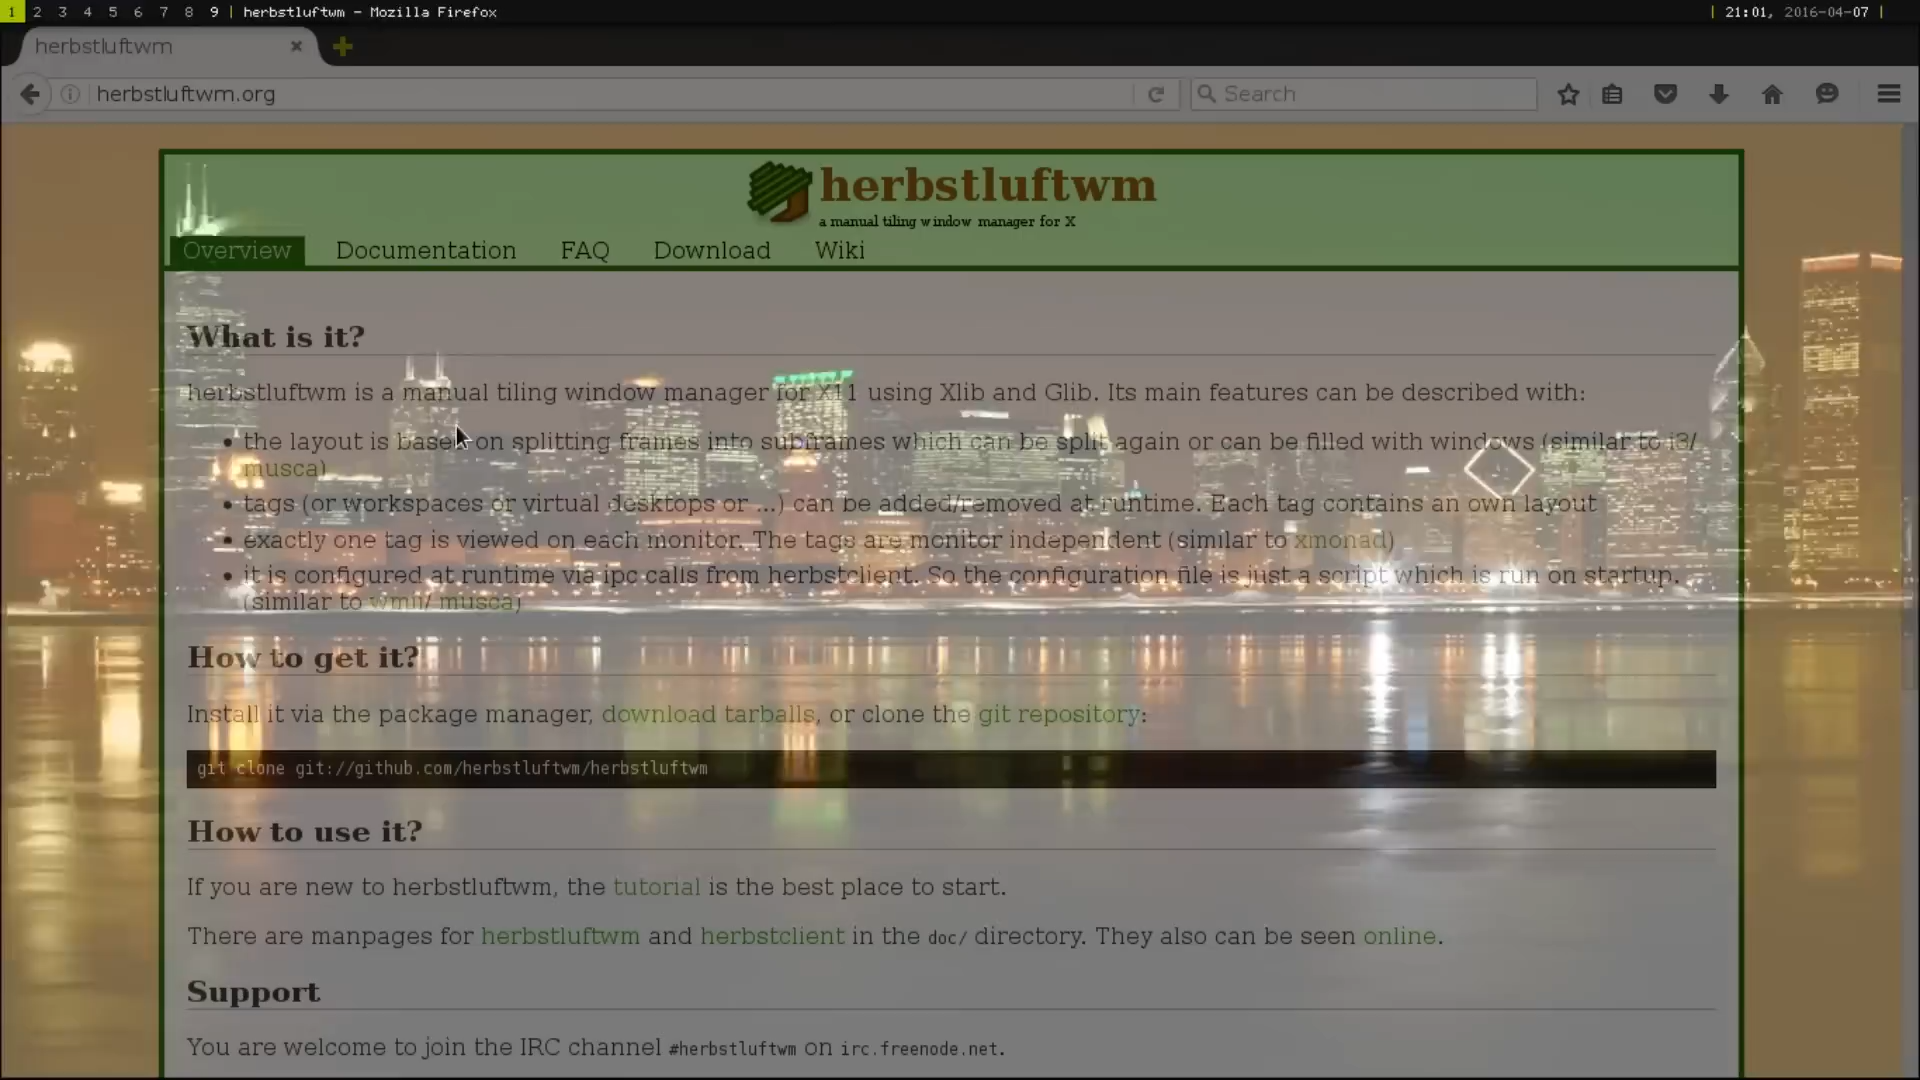 1 2 3 4 5 6 7 8 9 | herbstluftwm - Mozilla Firefox | 21:01, 2016-04-07 |
herbstluftwm
herbstluftwm.org
Search
herbstluftwm
a manual tiling window manager for X
Overview Documentation FAQ Download Wiki
What is it?
herbstluftwm is a manual tiling window manager for X11 using Xlib and Glib. Its main features can be described with:
• the layout is based on splitting frames into subframes which can be split again or can be filled with windows (similar to i3/
musca)
• tags (or workspaces or virtual desktops or …) can be added/removed at runtime. Each tag contains an own layout
• exactly one tag is viewed on each monitor. The tags are monitor independent (similar to xmonad)
• it is configured at runtime via ipc calls from herbstclient. So the configuration file is just a script which is run on startup.
(similar to wmii/ musca)
How to get it?
Install it via the package manager, download tarballs, or clone the git repository:
git clone git://github.com/herbstluftwm/herbstluftwm
How to use it?
If you are new to herbstluftwm, the tutorial is the best place to start.
There are manpages for herbstluftwm and herbstclient in the doc/ directory. They also can be seen online.
Support
You are welcome to join the IRC channel #herbstluftwm on irc.freenode.net.